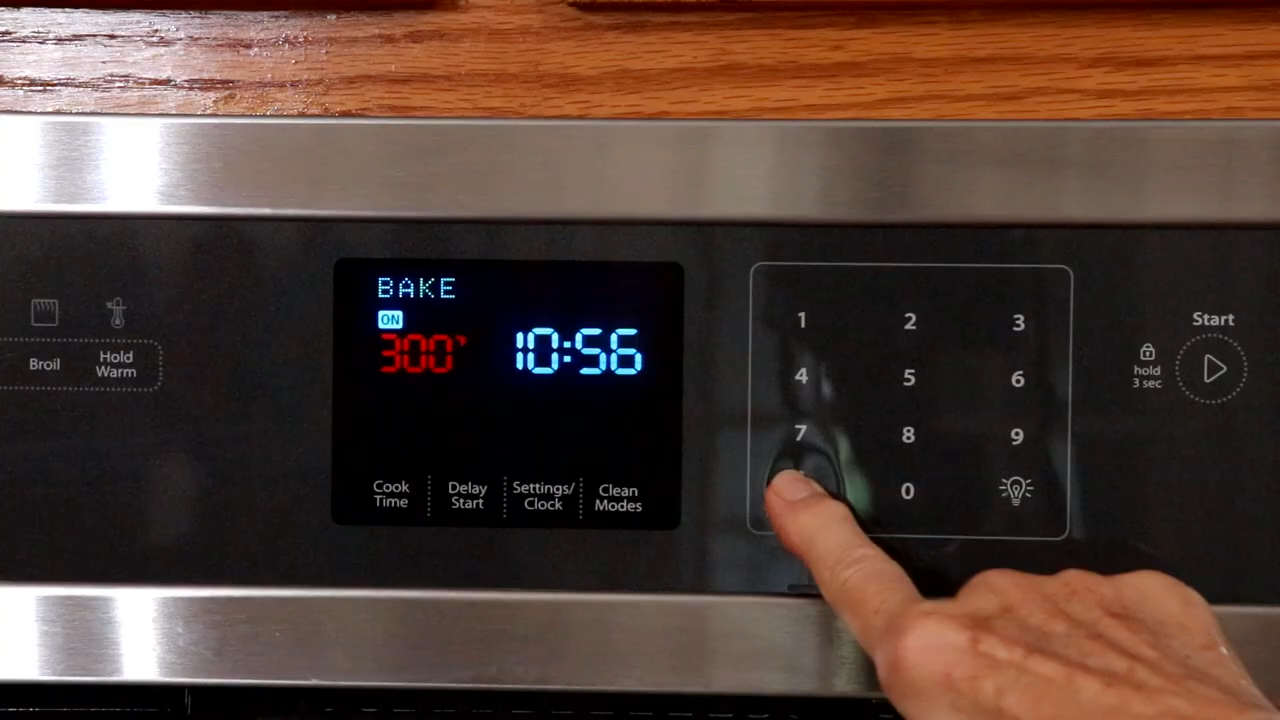 BAKE
ON
300°F
10:56
Broil
Hold
Warm
Cook
Time
Delay
Start
Settings/
Clock
Clean
Modes
1 2 3
4 5 6
7 8 9
0
Start
hold
3 sec